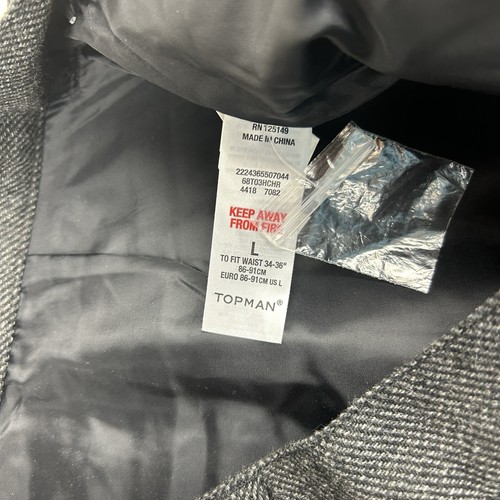 RN 125149
MADE IN CHINA
2224365507044
68T03HCHR
4418 7082
KEEP AWAY
FROM FIRE
L
TO FIT WAIST 34-36"
86-91CM
EURO 86-91CM US L
TOPMAN®